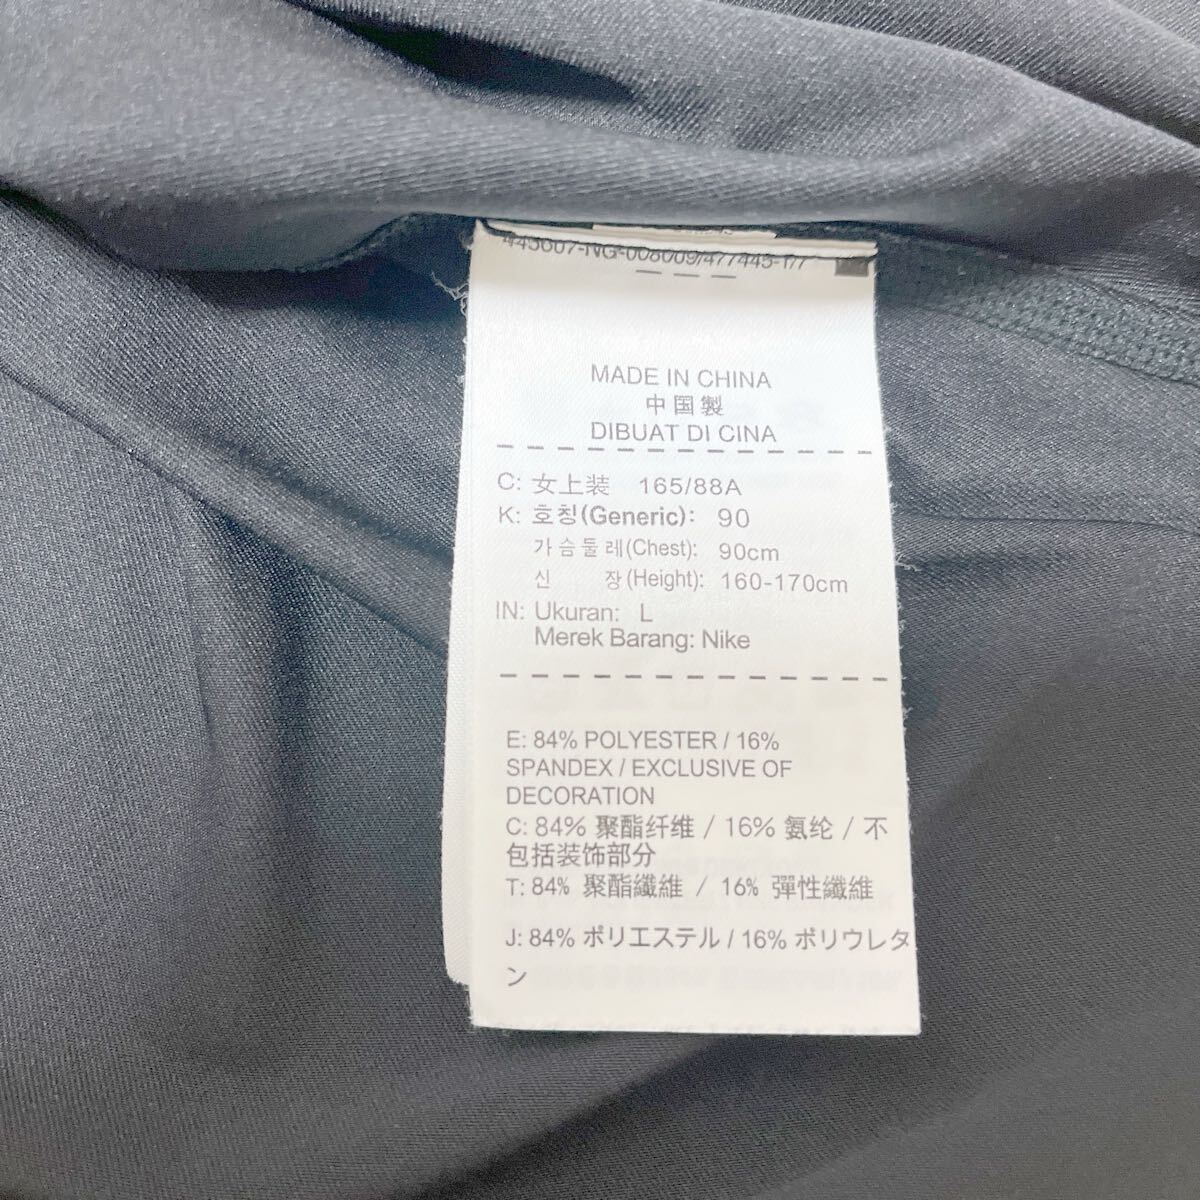 MADE IN CHINA
中国製
DIBUAT DI CINA
C: 女上装 165/88A
K: 호칭(Generic): 90
가슴둘레(Chest): 90cm
신 장(Height): 160-170cm
IN: Ukuran: L
Merek Barang: Nike
E: 84% POLYESTER / 16%
SPANDEX / EXCLUSIVE OF
DECORATION
C: 84% 聚酯纤维 / 16% 氨纶 / 不
包括装饰部分
T: 84% 聚酯纖維 / 16% 彈性纖維
J: 84% ポリエステル / 16% ポリウレタ
ン